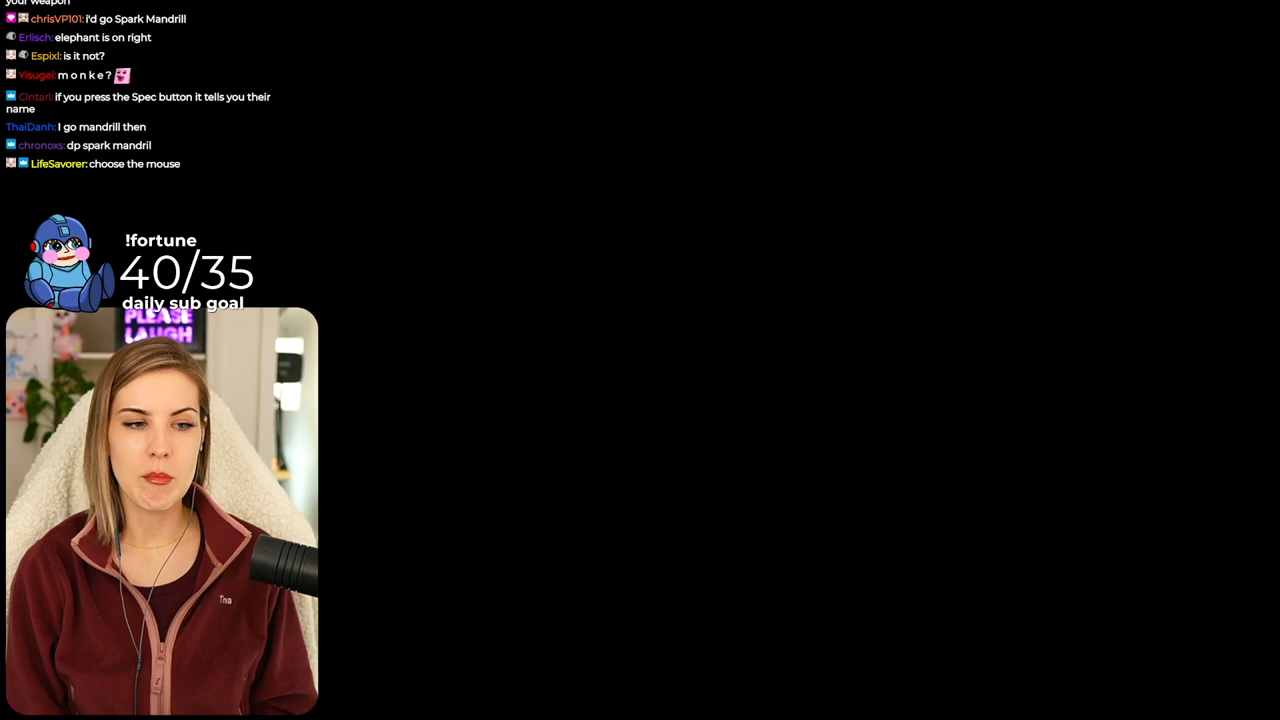 your weapon
chrisVP101: i'd go Spark Mandrill
Erlisch: elephant is on right
Espixl: is it not?
Yisugei: m o n k e ?
Cintari: if you press the Spec button it tells you their
name
ThaiDanh: I go mandrill then
chronoxs: dp spark mandril
LifeSavorer: choose the mouse
!fortune
40/35
daily sub goal
PLEASE
LAUGH